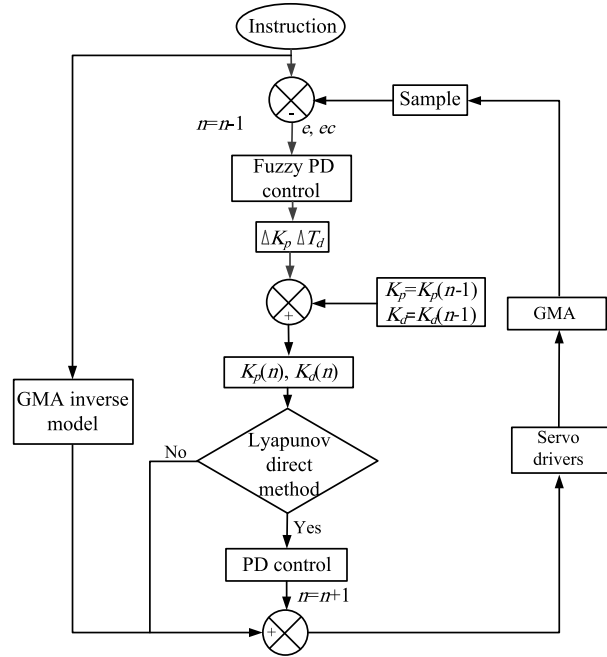 Instruction
Sample
-
n=n-1
e, ec
Fuzzy PD
control
ΔKp ΔTd
Kp=Kp(n-1)
Kd=Kd(n-1)
+
GMA
Kp(n), Kd(n)
GMA inverse
model
Lyapunov
direct
method
No
Servo
drivers
Yes
PD control
n=n+1
+